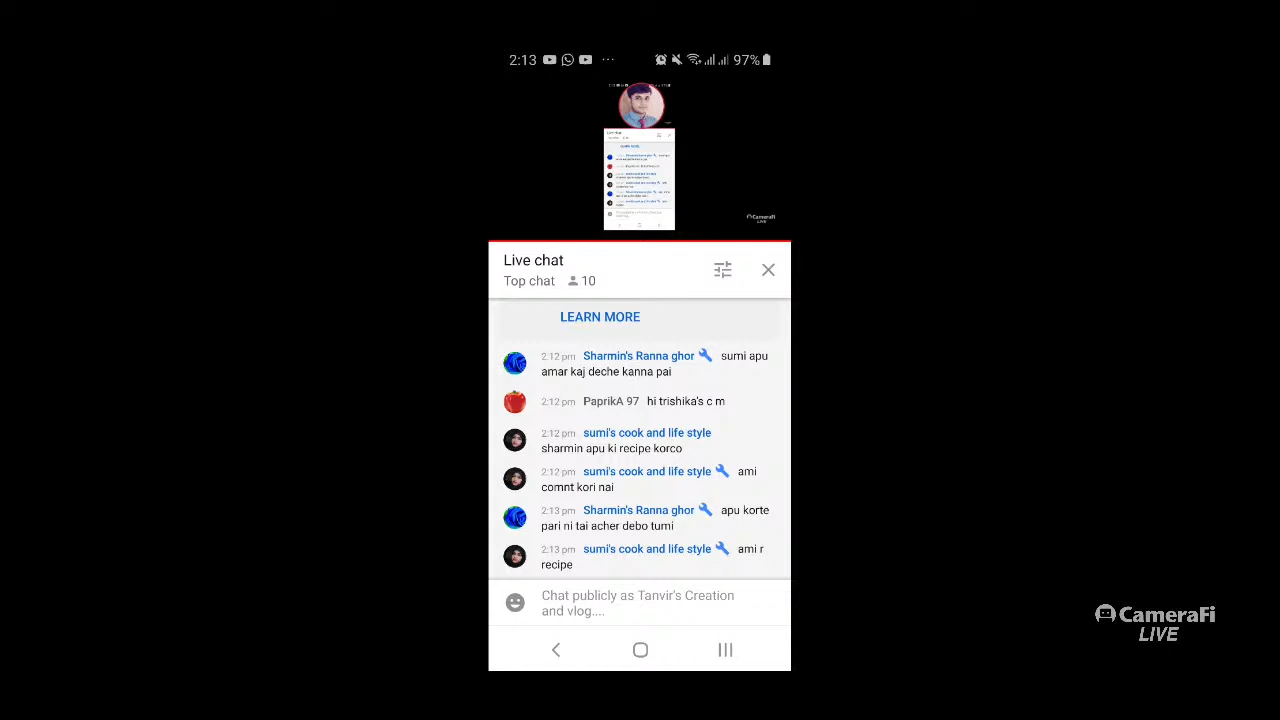 2:13 ... 97%
CameraFi
LIVE
Live chat
Top chat 10
LEARN MORE
2:12 pm Sharmin's Ranna ghor sumi apu
amar kaj deche kanna pai
2:12 pm PaprikA 97 hi trishika's c m
2:12 pm sumi's cook and life style
sharmin apu ki recipe korco
2:12 pm sumi's cook and life style ami
comnt kori nai
2:13 pm Sharmin's Ranna ghor apu korte
pari ni tai acher debo tumi
2:13 pm sumi's cook and life style ami r
recipe
Chat publicly as Tanvir's Creation
and vlog....
CameraFi
LIVE